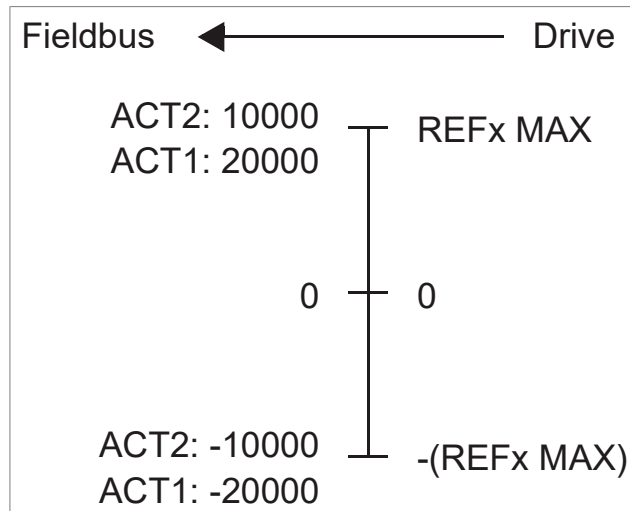 Fieldbus Drive
ACT2: 10000 REFx MAX
ACT1: 20000
0 0
ACT2: -10000 -(REFx MAX)
ACT1: -20000